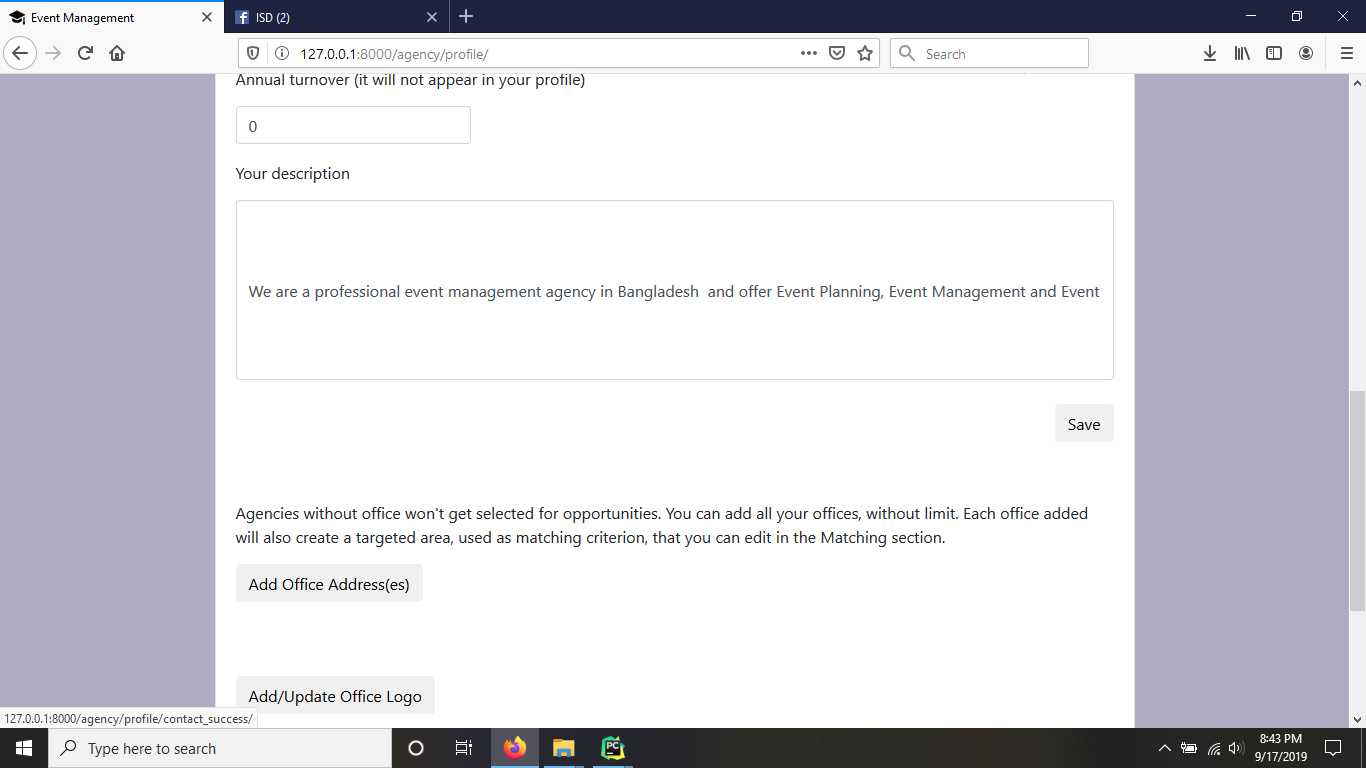 Event Management
ISD (2)
127.0.0.1:8000/agency/profile/
Search
Annual turnover (it will not appear in your profile)
0
Your description
We are a professional event management agency in Bangladesh  and offer Event Planning, Event Management and Event
Save
Agencies without office won't get selected for opportunities. You can add all your offices, without limit. Each office added
will also create a targeted area, used as matching criterion, that you can edit in the Matching section.
Add Office Address(es)
Add/Update Office Logo
127.0.0.1:8000/agency/profile/contact_success/
Type here to search
PC
8:43 PM
9/17/2019